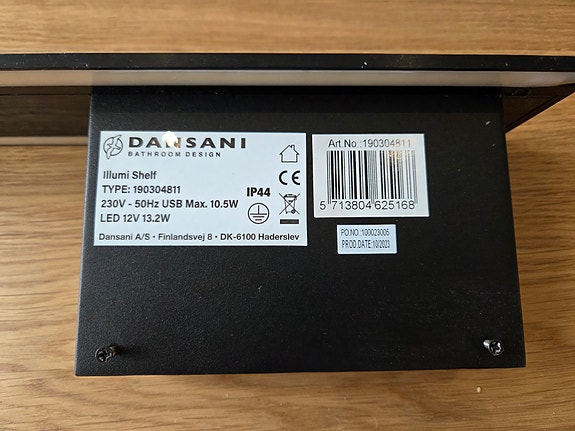 DANSANI
BATHROOM DESIGN
Illumi Shelf
TYPE: 190304811
230V - 50Hz USB Max. 10.5W
LED 12V 13.2W
IP44
CE
Dansani A/S • Finlandsvej 8 • DK-6100 Haderslev
Art.No.:190304811
5 713804 625168
PO NO.:100023005
PROD.DATE:10/2023